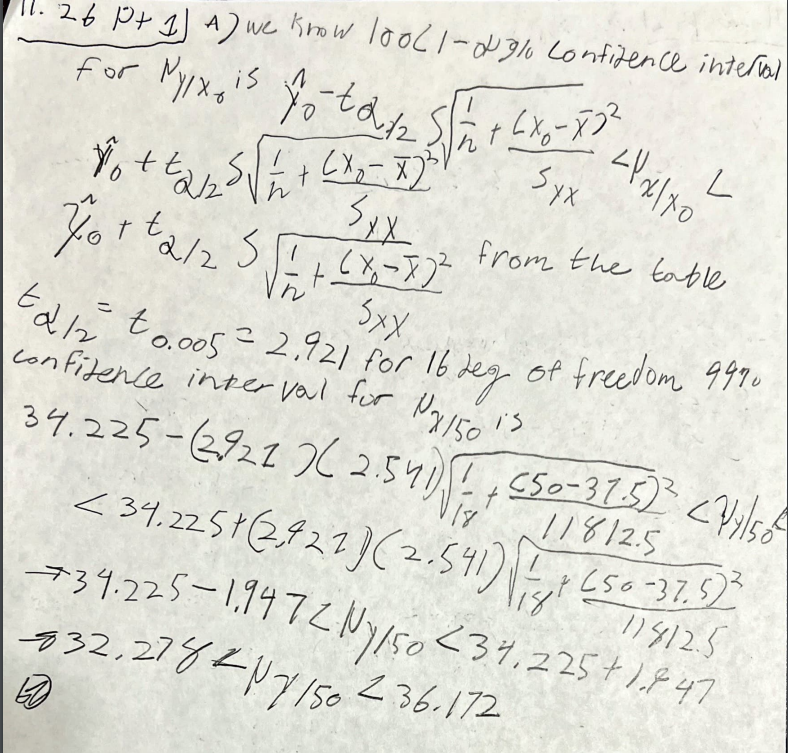 11.26 pt 1] A) we know 100(1-α)% confidence interval
for μy/x₀ is ŷ₀ - tα/2 S√(1/n + (x₀-x̄)²/Sxx) < μx/x₀ <
ŷ₀ + tα/2 S√(1/n + (x₀-x̄)²/Sxx)
ŷ₀ + tα/2 S√(1/n + (x₀-x̄)²/Sxx) from the table
tα/2 = t0.005 = 2.921 for 16 deg of freedom 99%
confidence interval for μx/50 is
34.225 - (2.921)(2.541)√(1/18 + (50-37.5)²/11812.5) < μy/50 <
< 34.225 + (2.921)(2.541)√(1/18 + (50-37.5)²/11812.5)
→ 34.225 - 1.947 < μy/50 < 34.225 + 1.947
→ 32.278 < μy/50 < 36.172